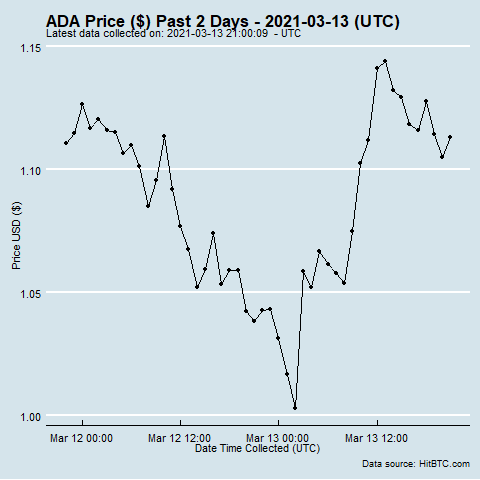 ADA Price ($) Past 2 Days - 2021-03-13 (UTC)
Latest data collected on: 2021-03-13 21:00:09 - UTC
1.15
1.10
1.05
1.00
Price USD ($)
Mar 12 00:00 Mar 12 12:00 Mar 13 00:00 Mar 13 12:00
Date Time Collected (UTC)
Data source: HitBTC.com